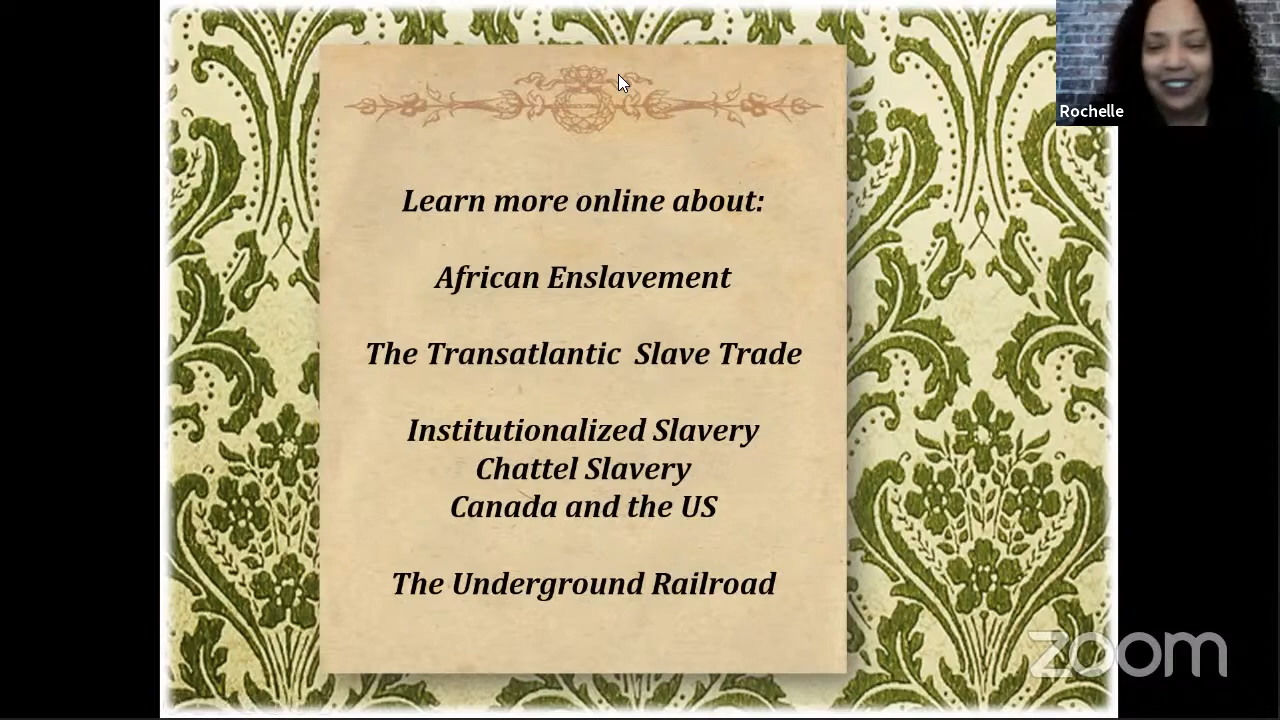 Rochelle
Learn more online about:
African Enslavement
The Transatlantic Slave Trade
Institutionalized Slavery
Chattel Slavery
Canada and the US
The Underground Railroad
zoom